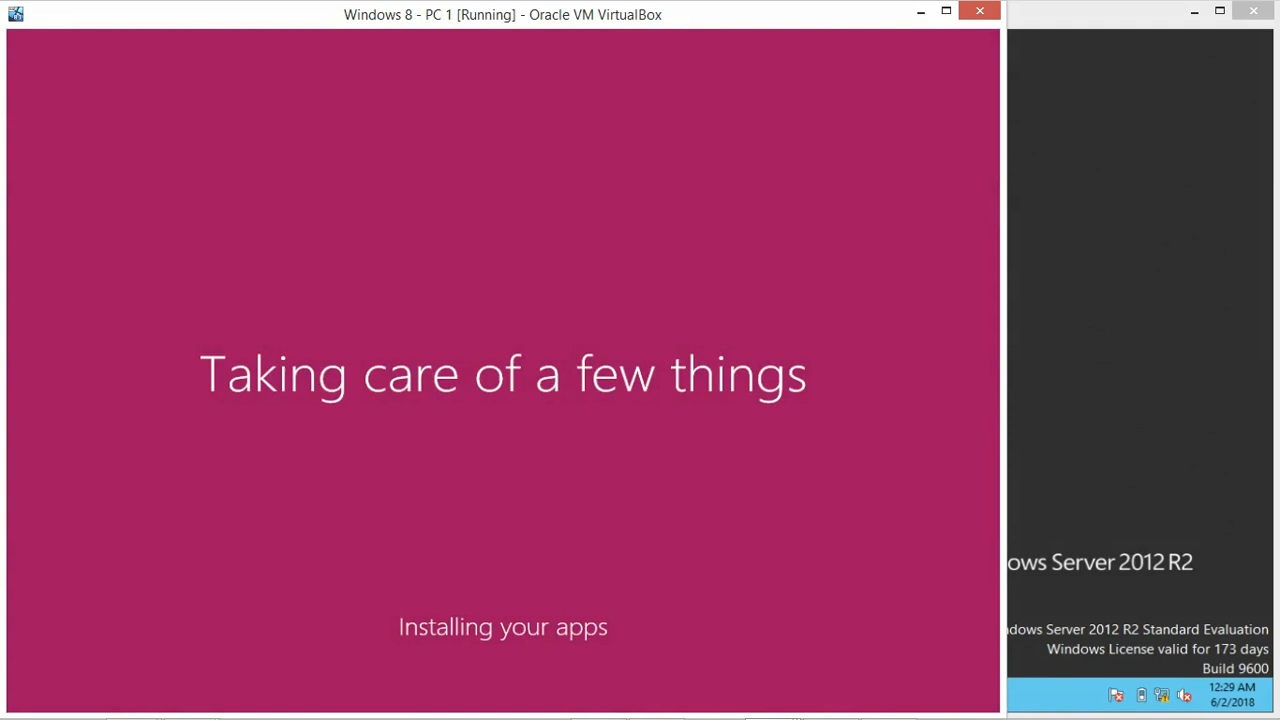 Windows 8 - PC 1 [Running] - Oracle VM VirtualBox
Taking care of a few things
Installing your apps
ows Server 2012 R2
dows Server 2012 R2 Standard Evaluation
Windows License valid for 173 days
Build 9600
12:29 AM
6/2/2018